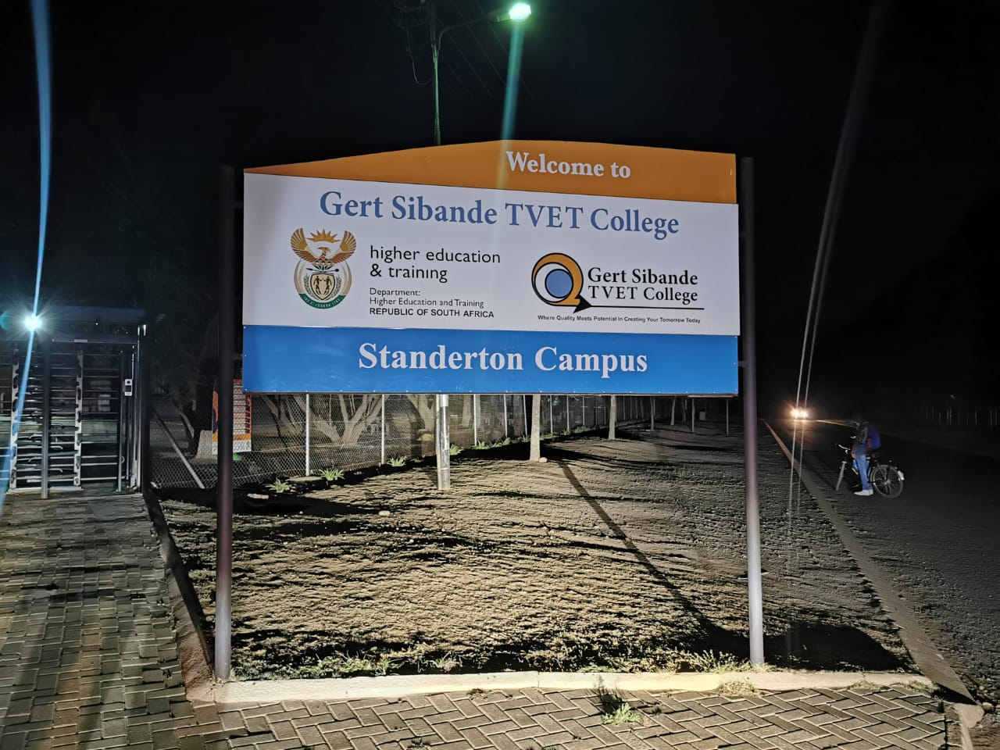 Welcome to
Gert Sibande TVET College
higher education
& training
Department:
Higher Education and Training
REPUBLIC OF SOUTH AFRICA
Gert Sibande
TVET College
Where Quality Meets Potential In Creating Your Tomorrow Today
Standerton Campus